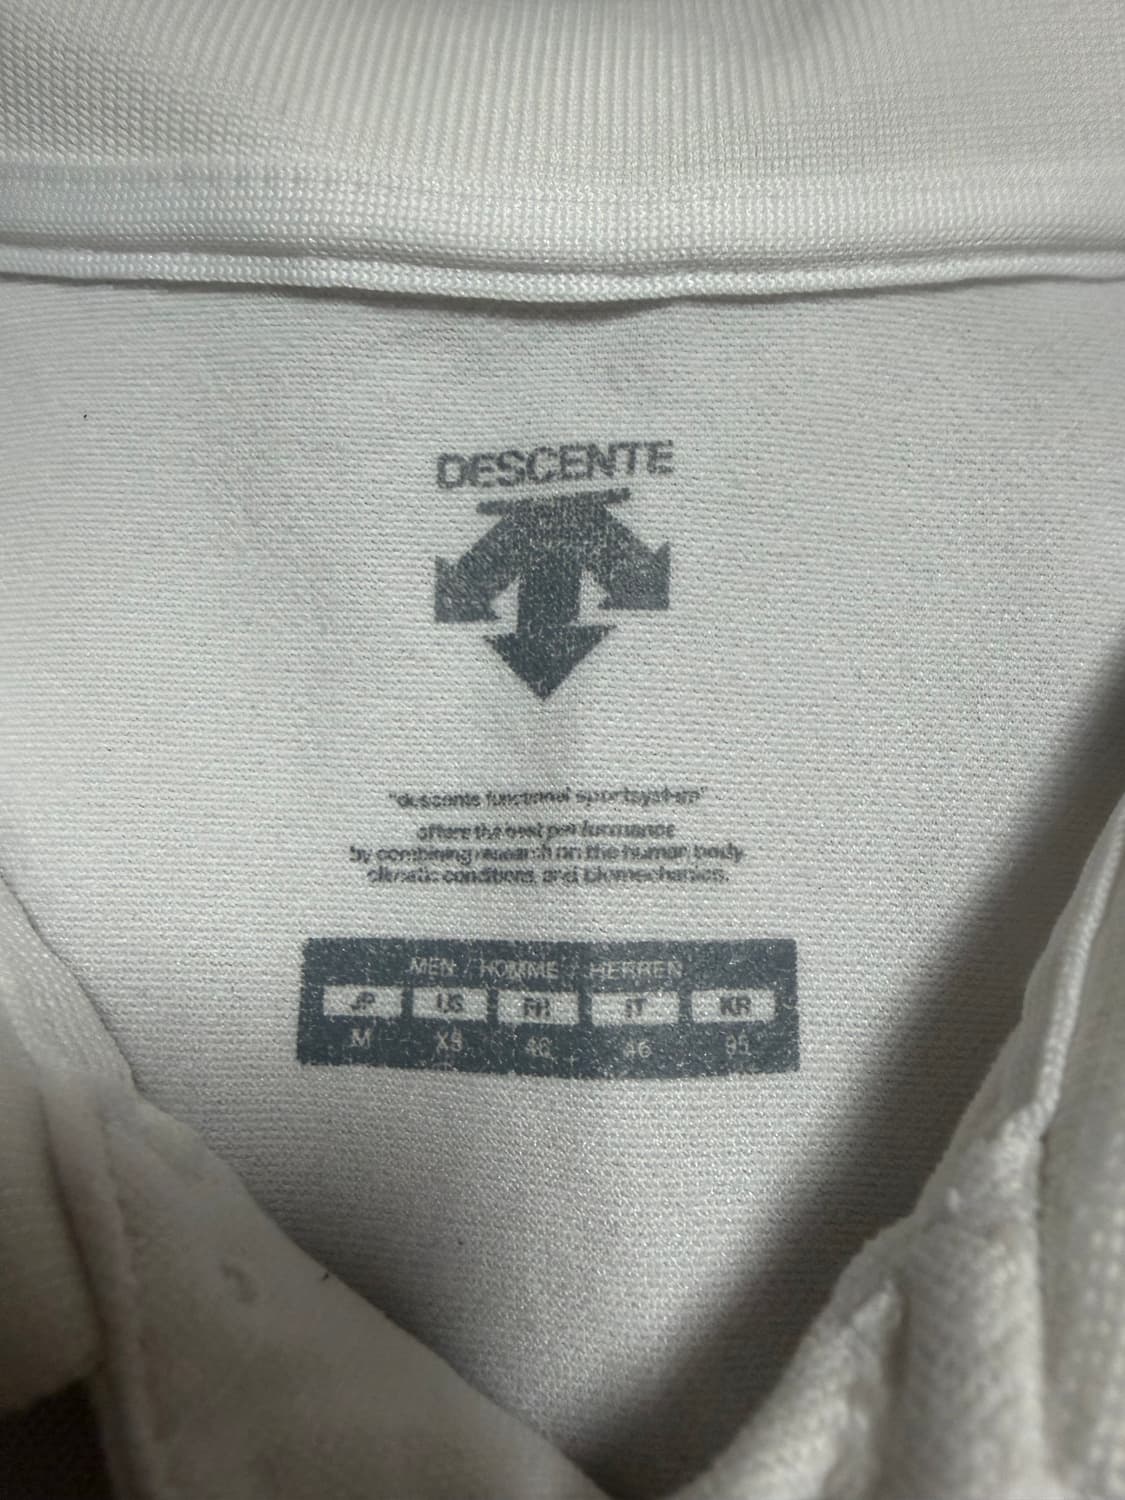 DESCENTE
"descente functional sportsystem"
offers the best performance
by combining research on the human body,
climatic conditions, and biomechanics.
MEN / HOMME / HERREN
JP US FR IT KR
M XS 46 46 95